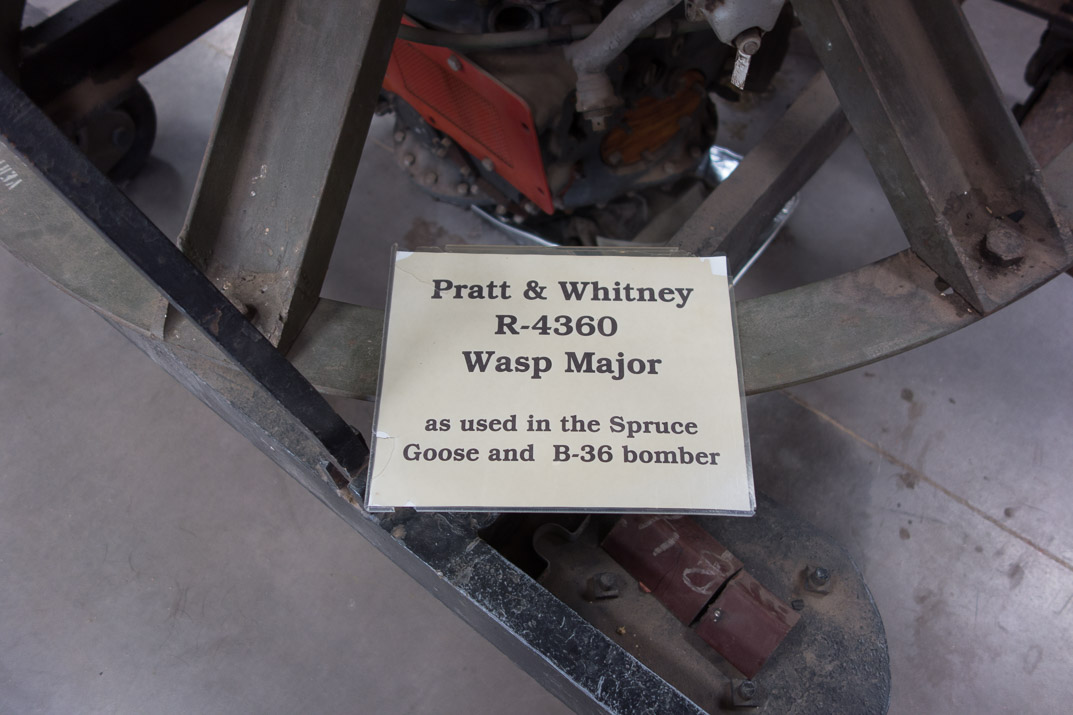 Pratt & Whitney
R-4360
Wasp Major
as used in the Spruce
Goose and B-36 bomber